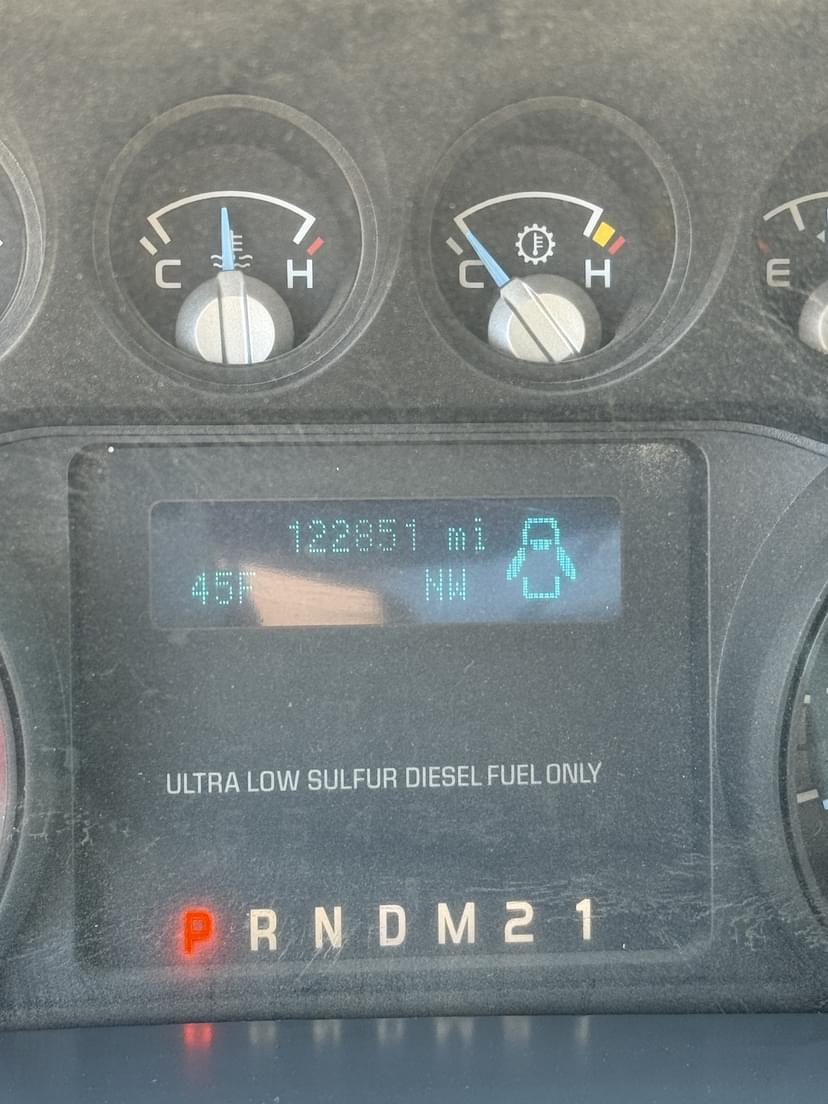 C H
C H
E
122851 mi
45F NW
ULTRA LOW SULFUR DIESEL FUEL ONLY
P R N D M 2 1